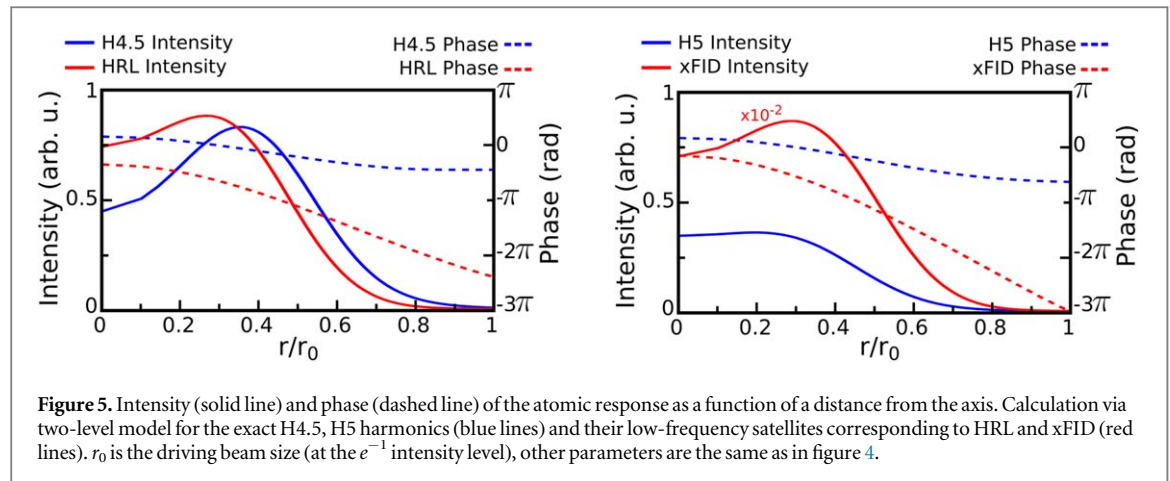 H4.5 Intensity H4.5 Phase
HRL Intensity HRL Phase
1 π
Intensity (arb. u.)
0.5
0
0
-π
-2π
-3π
Phase (rad)
0 0.2 0.4 0.6 0.8 1
r/r₀
H5 Intensity H5 Phase
xFID Intensity xFID Phase
1 π
x10⁻²
Intensity (arb. u.)
0.5
0
0
-π
-2π
-3π
Phase (rad)
0 0.2 0.4 0.6 0.8 1
r/r₀
Figure 5. Intensity (solid line) and phase (dashed line) of the atomic response as a function of a distance from the axis. Calculation via
two-level model for the exact H4.5, H5 harmonics (blue lines) and their low-frequency satellites corresponding to HRL and xFID (red
lines). r₀ is the driving beam size (at the e⁻¹ intensity level), other parameters are the same as in figure 4.